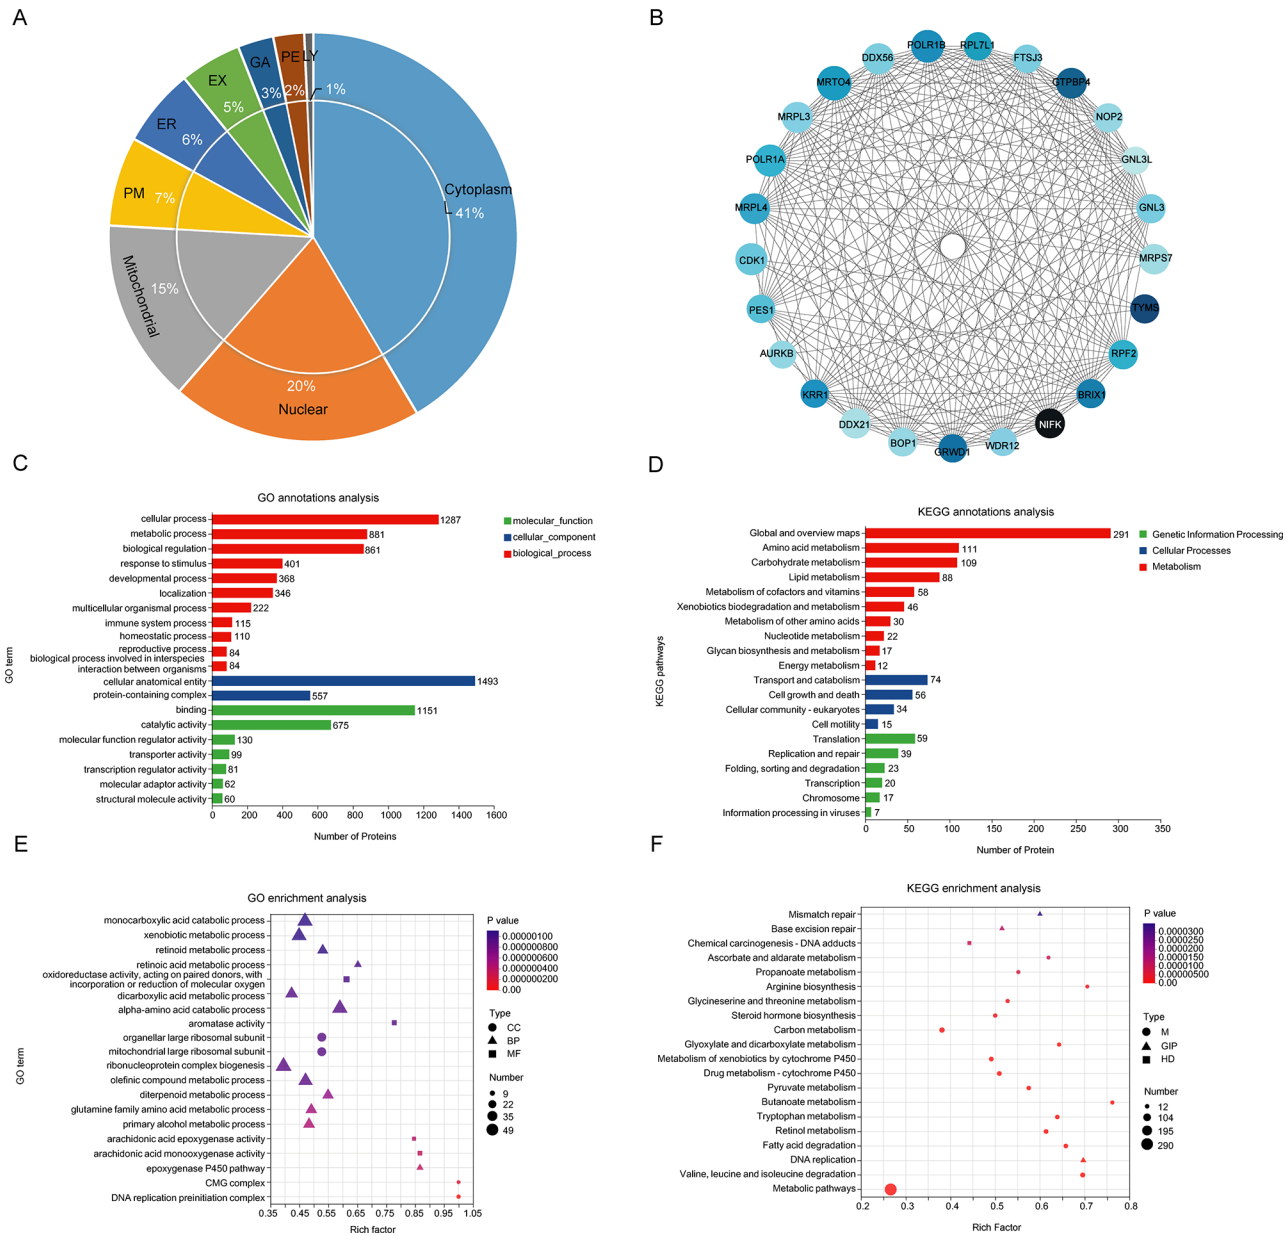 A
Cytoplasm
41%
20%
Nuclear
15%
Mitochondrial
PM
7%
ER
6%
EX
5%
GA
3%
PE
2%
LY
1%
B
POLR1B
RPL7L1
FTSJ3
GTPBP4
NOP2
GNL3L
GNL3
MRPS7
TYMS
RPF2
BRIX1
NIFK
WDR12
GRWD1
BOP1
DDX21
KRR1
AURKB
PES1
CDK1
MRPL4
POLR1A
MRPL3
MRTO4
DDX56
C
GO annotations analysis
cellular process 1287
metabolic process 881
biological regulation 861
response to stimulus 401
developmental process 368
localization 346
multicellular organismal process 222
immune system process 115
homeostatic process 110
reproductive process 84
biological process involved in interspecies
interaction between organisms 84
cellular anatomical entity 1493
protein-containing complex 557
binding 1151
catalytic activity 675
molecular function regulator activity 130
transporter activity 99
transcription regulator activity 81
molecular adaptor activity 62
structural molecule activity 60
0 200 400 600 800 1000 1200 1400 1600
Number of Proteins
GO term
molecular_function
cellular_component
biological_process
D
KEGG annotations analysis
Global and overview maps 291
Amino acid metabolism 111
Carbohydrate metabolism 109
Lipid metabolism 88
Metabolism of cofactors and vitamins 58
Xenobiotics biodegradation and metabolism 46
Metabolism of other amino acids 30
Nucleotide metabolism 22
Glycan biosynthesis and metabolism 17
Energy metabolism 12
Transport and catabolism 74
Cell growth and death 56
Cellular community - eukaryotes 34
Cell motility 15
Translation 59
Replication and repair 39
Folding, sorting and degradation 23
Transcription 20
Chromosome 17
Information processing in viruses 7
0 50 100 150 200 250 300 350
Number of Protein
KEGG pathways
Genetic Information Processing
Cellular Processes
Metabolism
E
GO enrichment analysis
monocarboxylic acid catabolic process
xenobiotic metabolic process
retinoid metabolic process
retinoic acid metabolic process
oxidoreductase activity, acting on paired donors, with
incorporation or reduction of molecular oxygen
dicarboxylic acid metabolic process
alpha-amino acid catabolic process
aromatase activity
organellar large ribosomal subunit
mitochondrial large ribosomal subunit
ribonucleoprotein complex biogenesis
olefinic compound metabolic process
diterpenoid metabolic process
glutamine family amino acid metabolic process
primary alcohol metabolic process
arachidonic acid epoxygenase activity
arachidonic acid monooxygenase activity
epoxygenase P450 pathway
CMG complex
DNA replication preinitiation complex
0.35 0.45 0.55 0.65 0.75 0.85 0.95 1.05
Rich factor
GO term
P value
0.00000100
0.000000800
0.000000600
0.000000400
0.000000200
0.00
Type
CC
BP
MF
Number
9
22
35
49
F
KEGG enrichment analysis
Mismatch repair
Base excision repair
Chemical carcinogenesis - DNA adducts
Ascorbate and aldarate metabolism
Propanoate metabolism
Arginine biosynthesis
Glycineserine and threonine metabolism
Steroid hormone biosynthesis
Carbon metabolism
Glyoxylate and dicarboxylate metabolism
Metabolism of xenobiotics by cytochrome P450
Drug metabolism - cytochrome P450
Pyruvate metabolism
Butanoate metabolism
Tryptophan metabolism
Retinol metabolism
Fatty acid degradation
DNA replication
Valine, leucine and isoleucine degradation
Metabolic pathways
0.2 0.3 0.4 0.5 0.6 0.7 0.8
Rich Factor
P value
0.0000300
0.0000250
0.0000200
0.0000150
0.0000100
0.00000500
0.00
Type
M
GIP
HD
Number
12
104
195
290